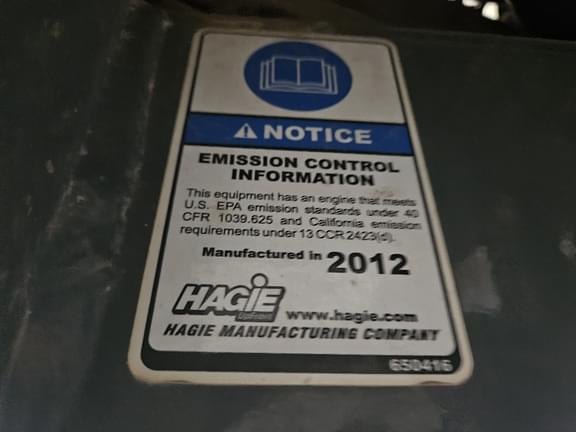 NOTICE
EMISSION CONTROL
INFORMATION
This equipment has an engine that meets
U.S. EPA emission standards under 40
CFR 1039.625 and California emission
requirements under 13 CCR 2423(d).
Manufactured in 2012
HAGIE
UpFront
www.hagie.com
HAGIE MANUFACTURING COMPANY
650416